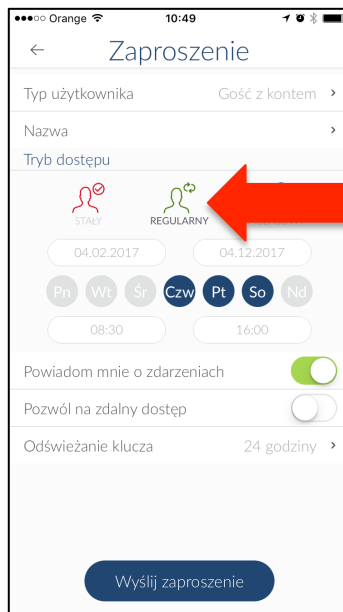 Orange 10:49
Zaproszenie
Typ użytkownika Gość z kontem
Nazwa
Tryb dostępu
STAŁY REGULARNY
04.02.2017 04.12.2017
Pn Wt Śr Czw Pt So Nd
08:30 16:00
Powiadom mnie o zdarzeniach
Pozwól na zdalny dostęp
Odświeżanie klucza 24 godziny
Wyślij zaproszenie